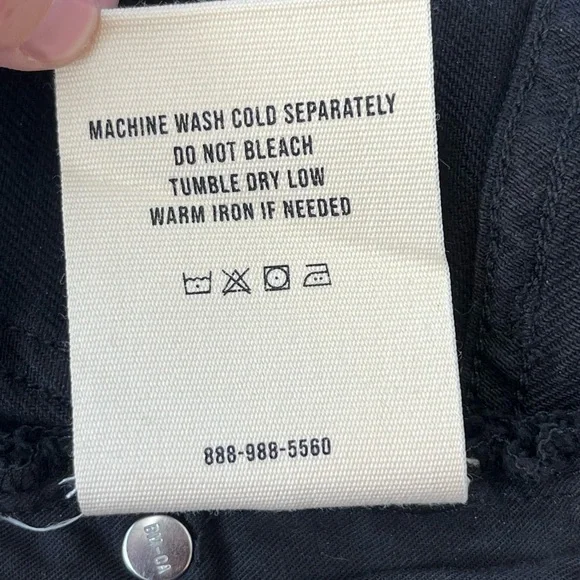 MACHINE WASH COLD SEPARATELY
DO NOT BLEACH
TUMBLE DRY LOW
WARM IRON IF NEEDED
888-988-5560